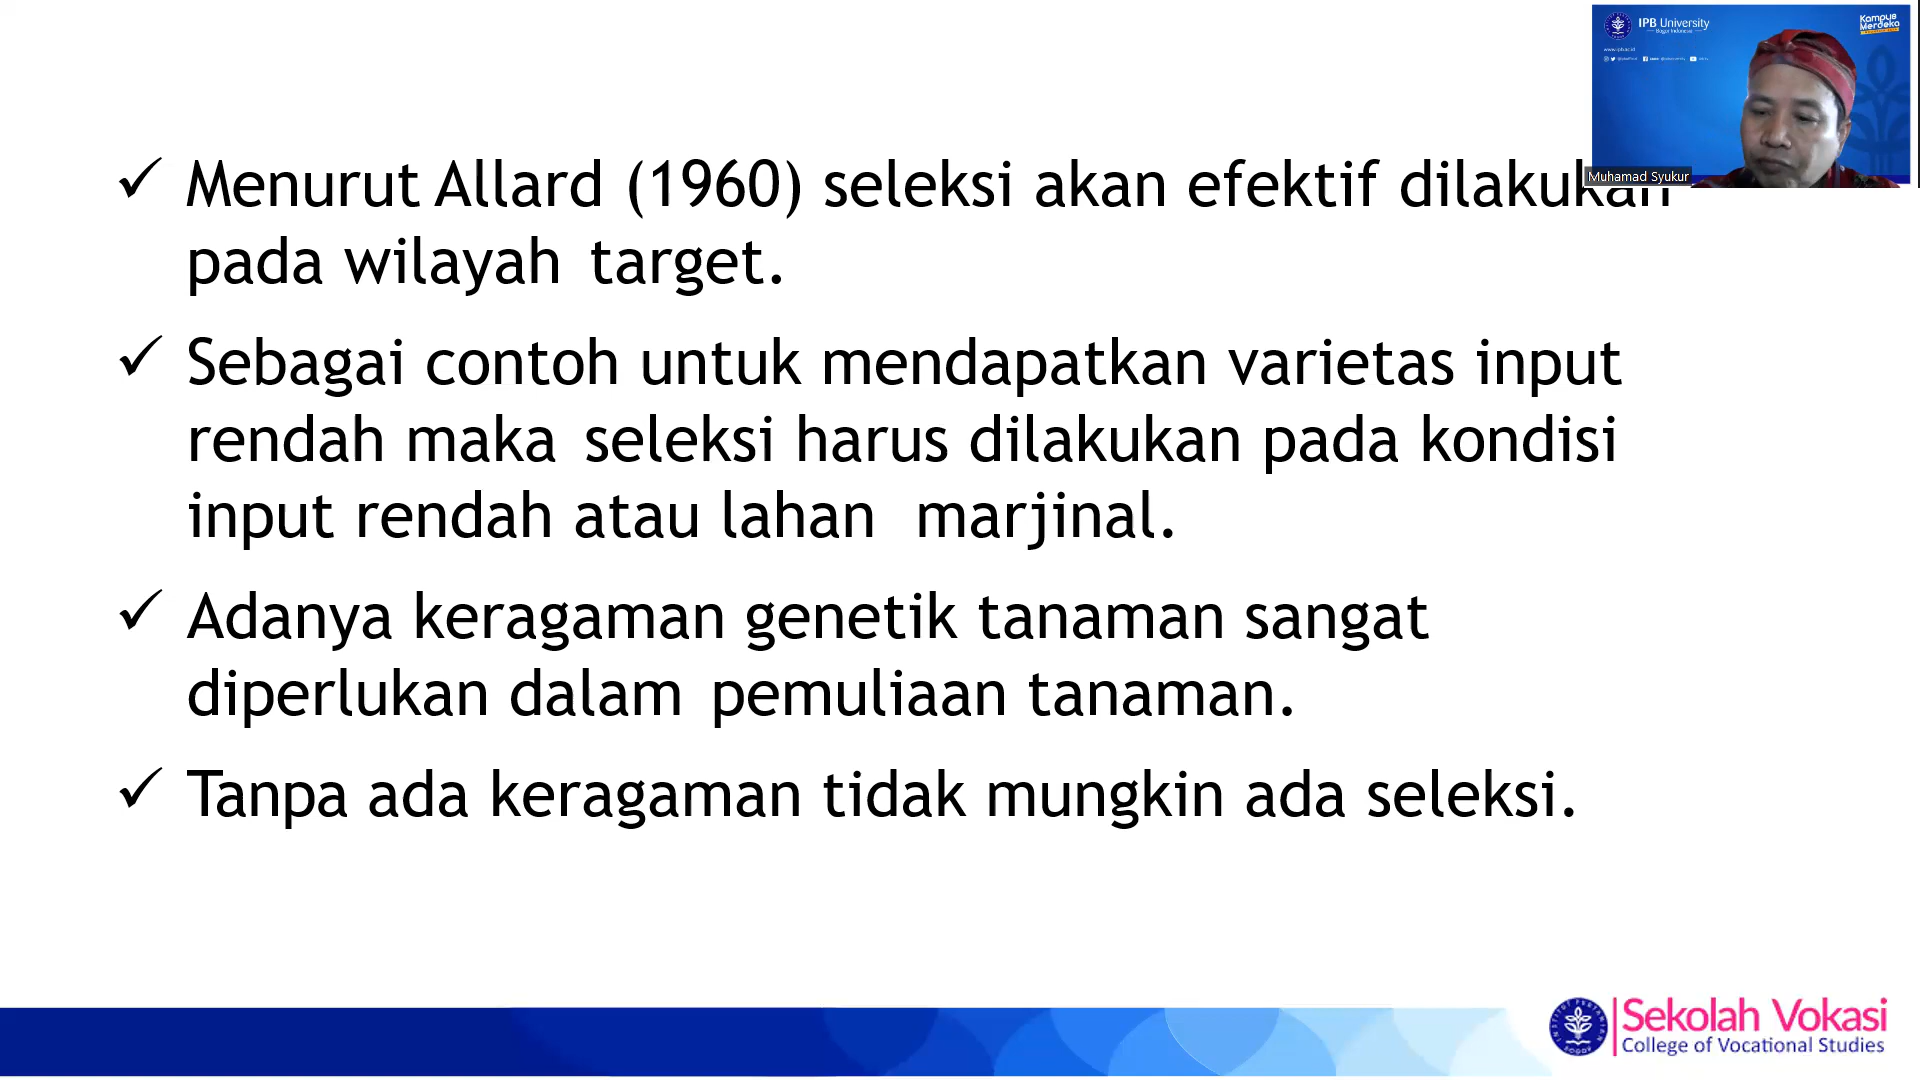 IPB University
Bogor Indonesia
Kampus
Merdeka
www.ipb.ac.id
Muhamad Syukur
✓ Menurut Allard (1960) seleksi akan efektif dilakukan
pada wilayah target.
✓ Sebagai contoh untuk mendapatkan varietas input
rendah maka seleksi harus dilakukan pada kondisi
input rendah atau lahan marjinal.
✓ Adanya keragaman genetik tanaman sangat
diperlukan dalam pemuliaan tanaman.
✓ Tanpa ada keragaman tidak mungkin ada seleksi.
Sekolah Vokasi
College of Vocational Studies